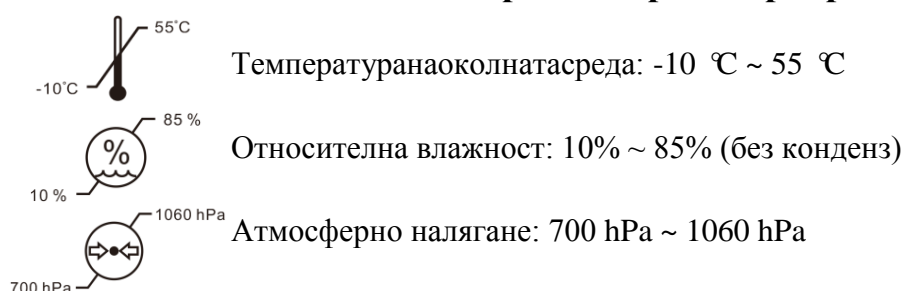 55°C
Температуранаоколнатасреда: -10 ℃ ~ 55 ℃
-10°C
85 %
%
Относителна влажност: 10% ~ 85% (без конденз)
10 %
1060 hPa
Атмосферно налягане: 700 hPa ~ 1060 hPa
700 hPa